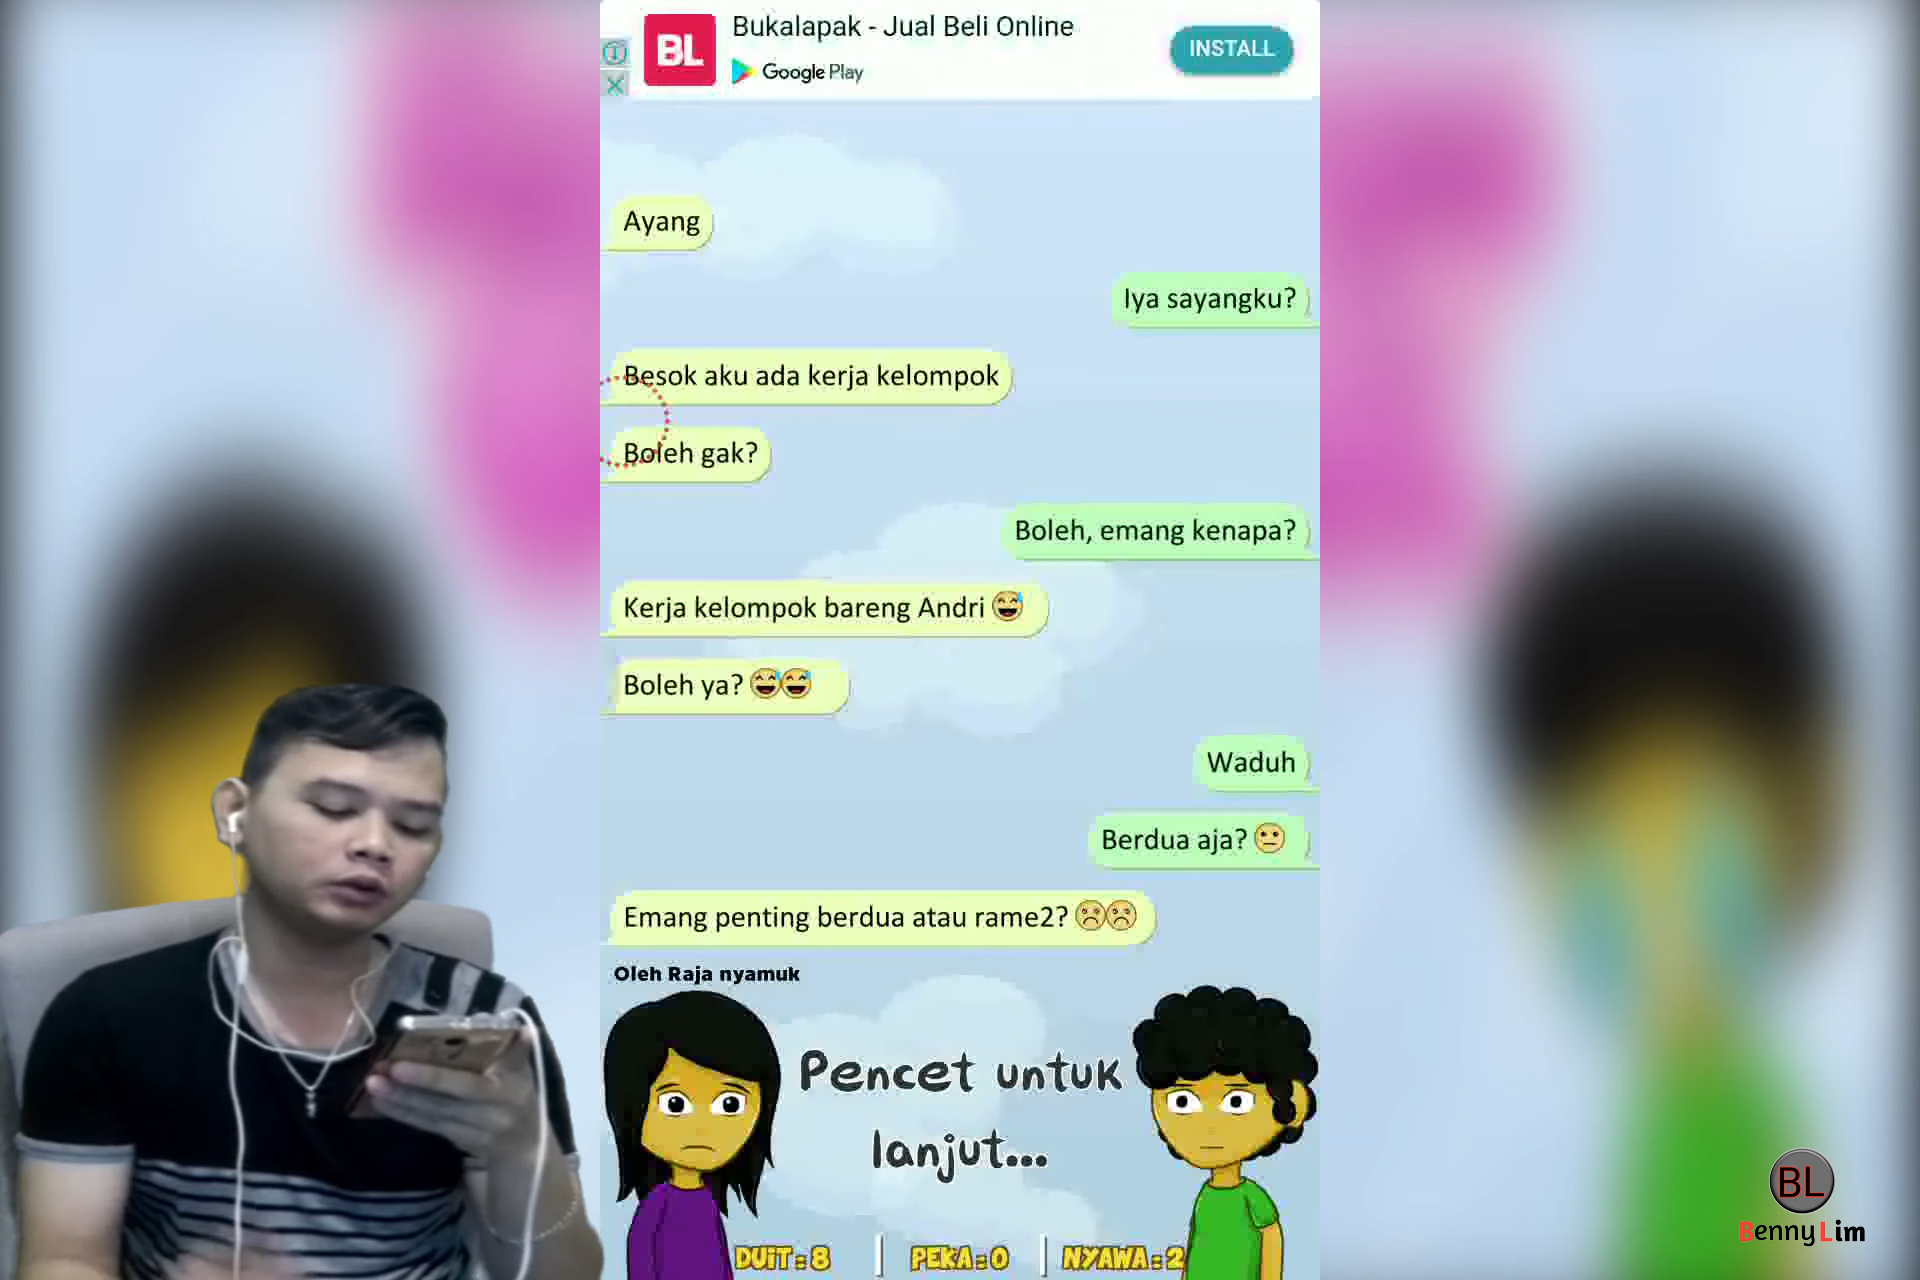 Bukalapak - Jual Beli Online
BL
Google Play
INSTALL
Ayang
Iya sayangku?
Besok aku ada kerja kelompok
Boleh gak?
Boleh, emang kenapa?
Kerja kelompok bareng Andri 😅
Boleh ya? 😅😅
Waduh
Berdua aja? 😐
Emang penting berdua atau rame2? ☹☹
Oleh Raja nyamuk
Pencet untuk
lanjut...
DUIT:8 | PEKA:0 | NYAWA:2
BL
Benny Lim